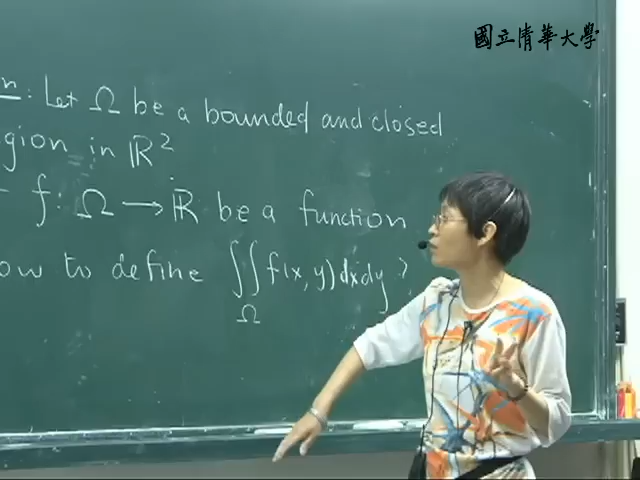 國立清華大學
n: Let Ω be a bounded and closed
gion in ℝ²
f: Ω → ℝ be a function
ow to define ∬_Ω f(x,y)dxdy ?